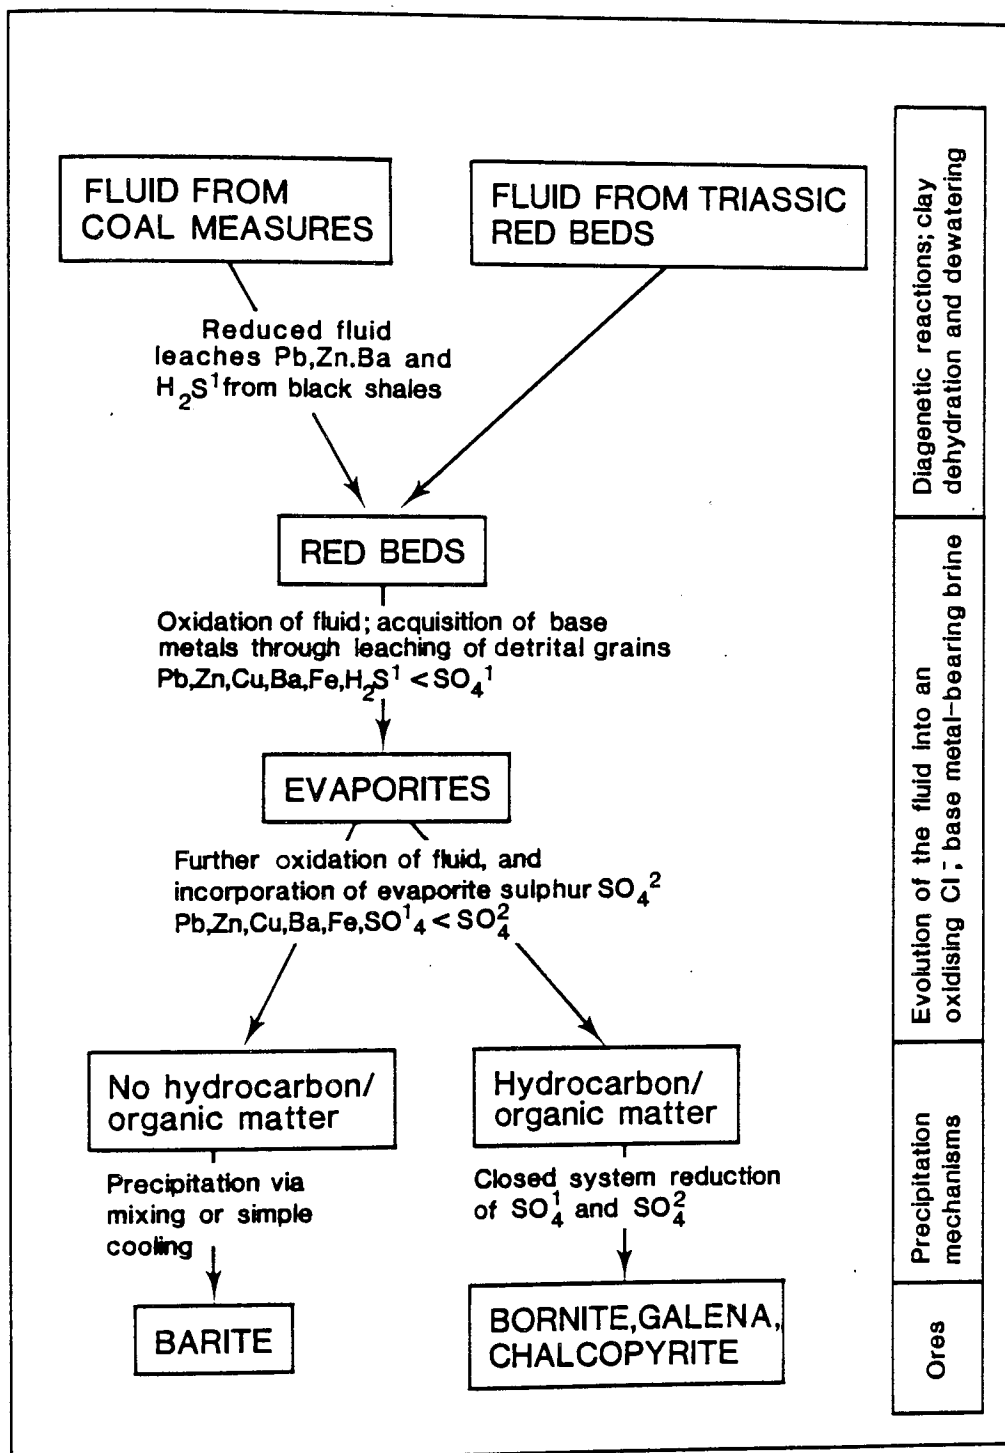 FLUID FROM
COAL MEASURES
FLUID FROM TRIASSIC
RED BEDS
Reduced fluid
leaches Pb,Zn.Ba and
H₂S¹ from black shales
RED BEDS
Oxidation of fluid; acquisition of base
metals through leaching of detrital grains
Pb,Zn,Cu,Ba,Fe,H₂S¹ < SO₄¹
EVAPORITES
Further oxidation of fluid, and
incorporation of evaporite sulphur SO₄²
Pb,Zn,Cu,Ba,Fe,SO¹₄ < SO₄²
No hydrocarbon/
organic matter
Hydrocarbon/
organic matter
Precipitation via
mixing or simple
cooling
Closed system reduction
of SO₄¹ and SO₄²
BARITE
BORNITE,GALENA,
CHALCOPYRITE
Diagenetic reactions; clay
dehydration and dewatering
Evolution of the fluid into an
oxidising Cl⁻, base metal-bearing brine
Precipitation
mechanisms
Ores